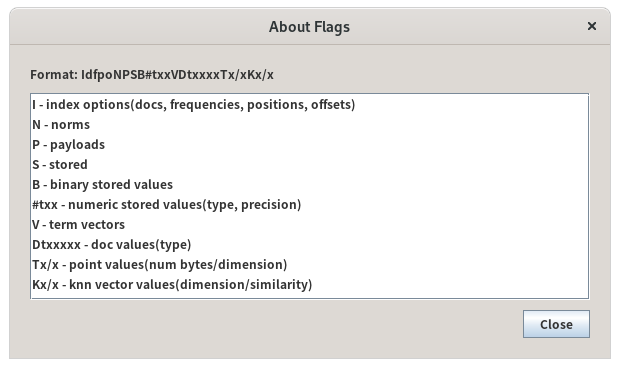 About Flags
×
Format: IdfpoNPSB#txxVDtxxxxTx/xKx/x
I - index options(docs, frequencies, positions, offsets)
N - norms
P - payloads
S - stored
B - binary stored values
#txx - numeric stored values(type, precision)
V - term vectors
Dtxxxxx - doc values(type)
Tx/x - point values(num bytes/dimension)
Kx/x - knn vector values(dimension/similarity)
Close